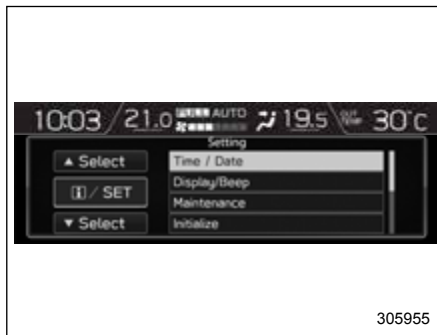 10:03 21.0 FULL AUTO 19.5 OUT TEMP 30°C
Setting
▲ Select
Time / Date
Display/Beep
i / SET
Maintenance
▼ Select
Initialize
305955